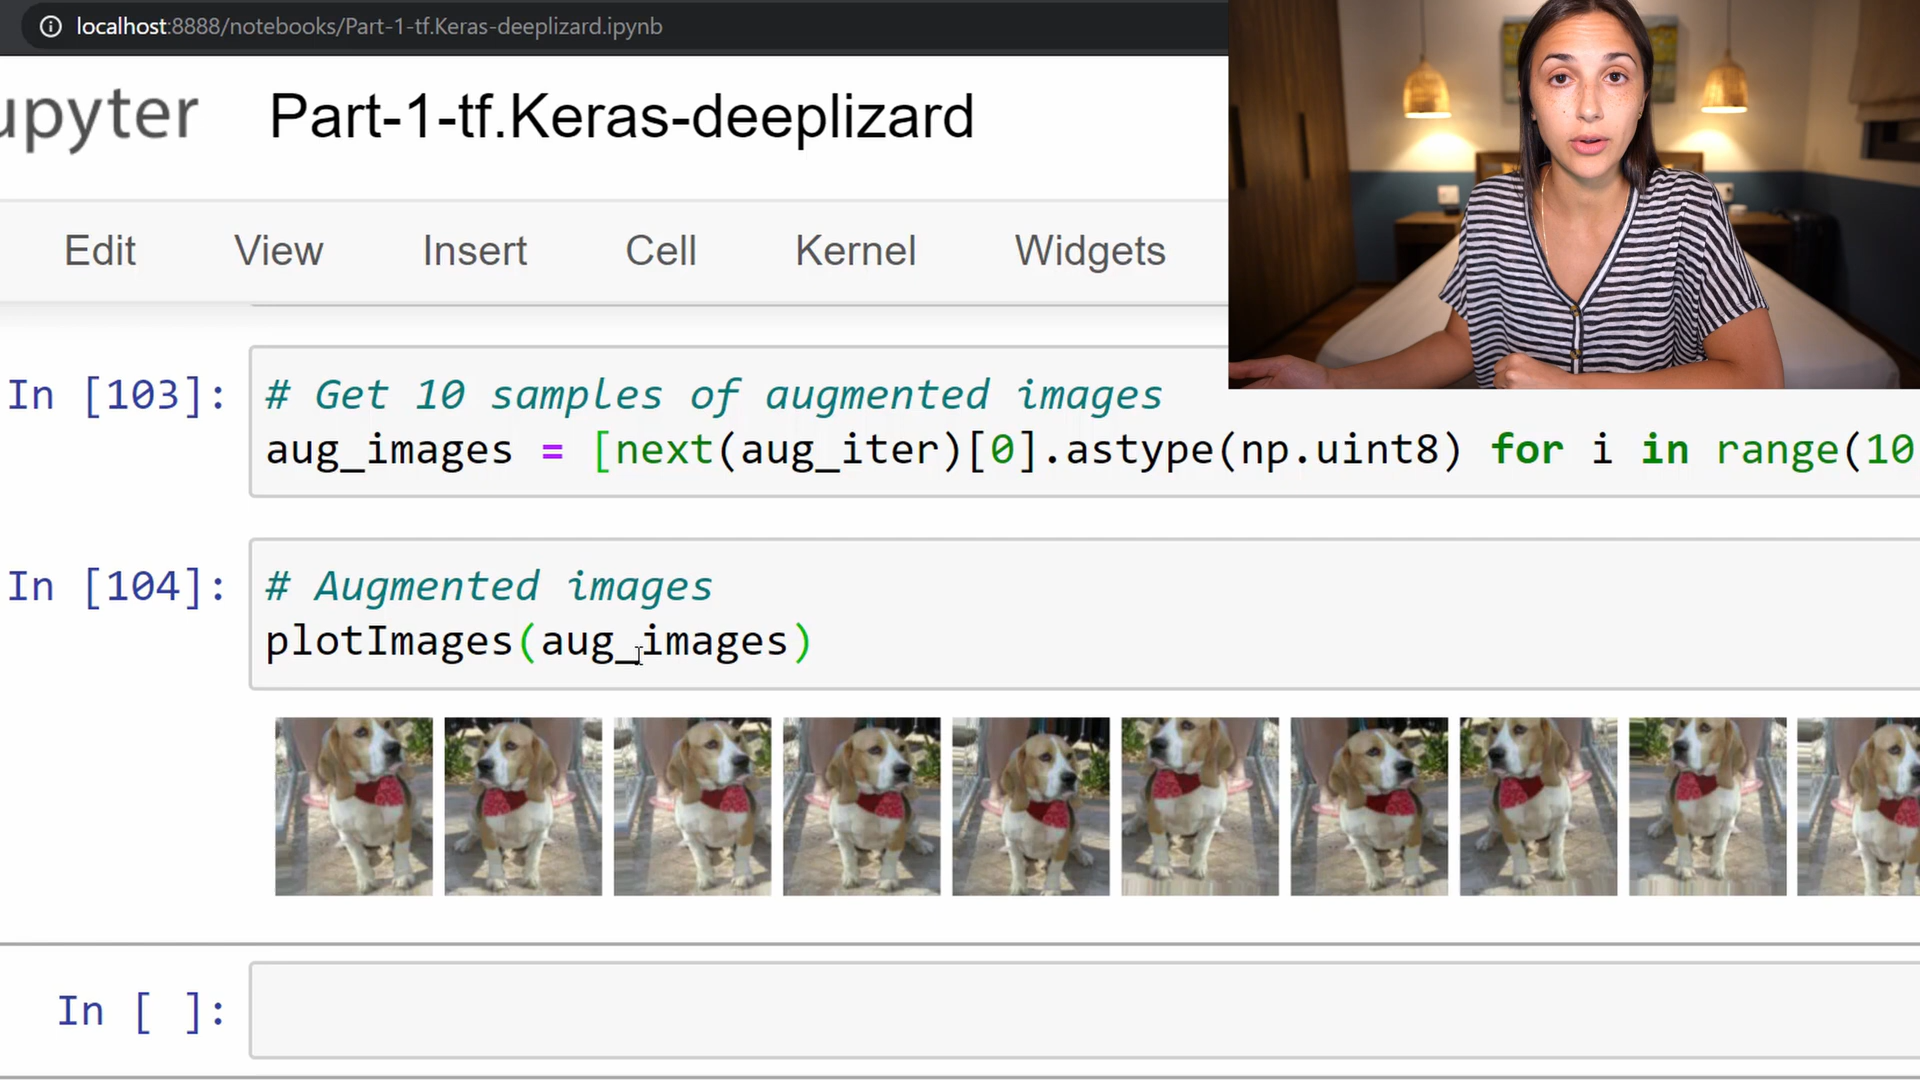 localhost:8888/notebooks/Part-1-tf.Keras-deeplizard.ipynb
upyter Part-1-tf.Keras-deeplizard
Edit View Insert Cell Kernel Widgets
In [103]: # Get 10 samples of augmented images
aug_images = [next(aug_iter)[0].astype(np.uint8) for i in range(10
In [104]: # Augmented images
plotImages(aug_images)
In [ ]: